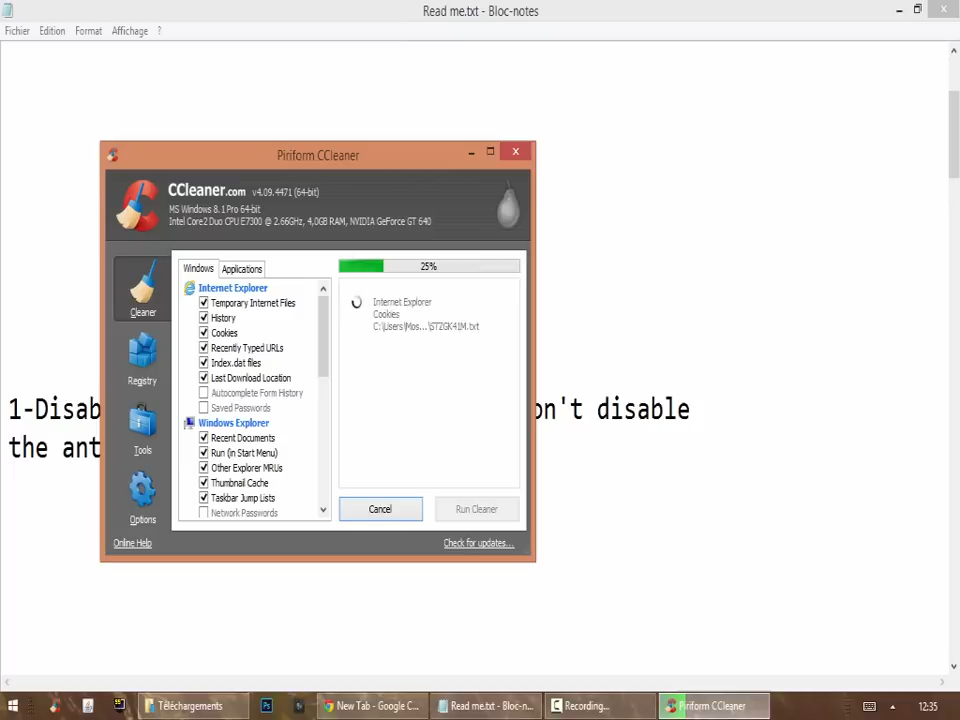 Read me.txt - Bloc-notes
Fichier Edition Format Affichage ?
Piriform CCleaner
CCleaner.com v4.09.4471 (64-bit)
MS Windows 8.1 Pro 64-bit
Intel Core2 Duo CPU E7300 @ 2.66GHz, 4,0GB RAM, NVIDIA GeForce GT 640
Cleaner
Registry
Tools
Options
Windows Applications
Internet Explorer
Temporary Internet Files
History
Cookies
Recently Typed URLs
Index.dat files
Last Download Location
Autocomplete Form History
Saved Passwords
Windows Explorer
Recent Documents
Run (in Start Menu)
Other Explorer MRUs
Thumbnail Cache
Taskbar Jump Lists
Network Passwords
25%
Internet Explorer
Cookies
C:\Users\Mos...\ST2GK41M.txt
Cancel Run Cleaner
Online Help Check for updates...
1-Disab on't disable
the ant
Téléchargements New Tab - Google C... Read me.txt - Bloc-n... Recording... Piriform CCleaner 12:35